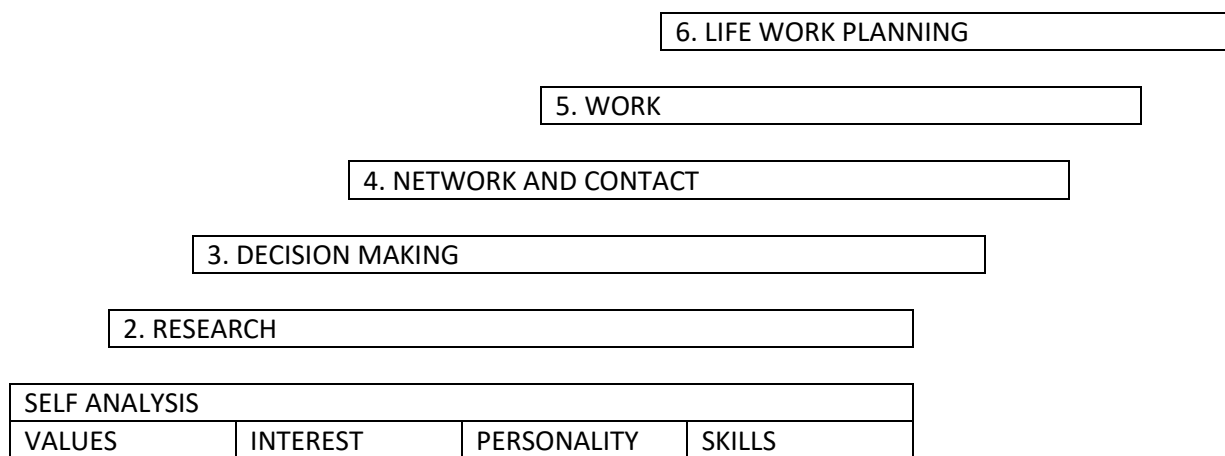 6. LIFE WORK PLANNING
5. WORK
4. NETWORK AND CONTACT
3. DECISION MAKING
2. RESEARCH
SELF ANALYSIS
VALUES INTEREST PERSONALITY SKILLS